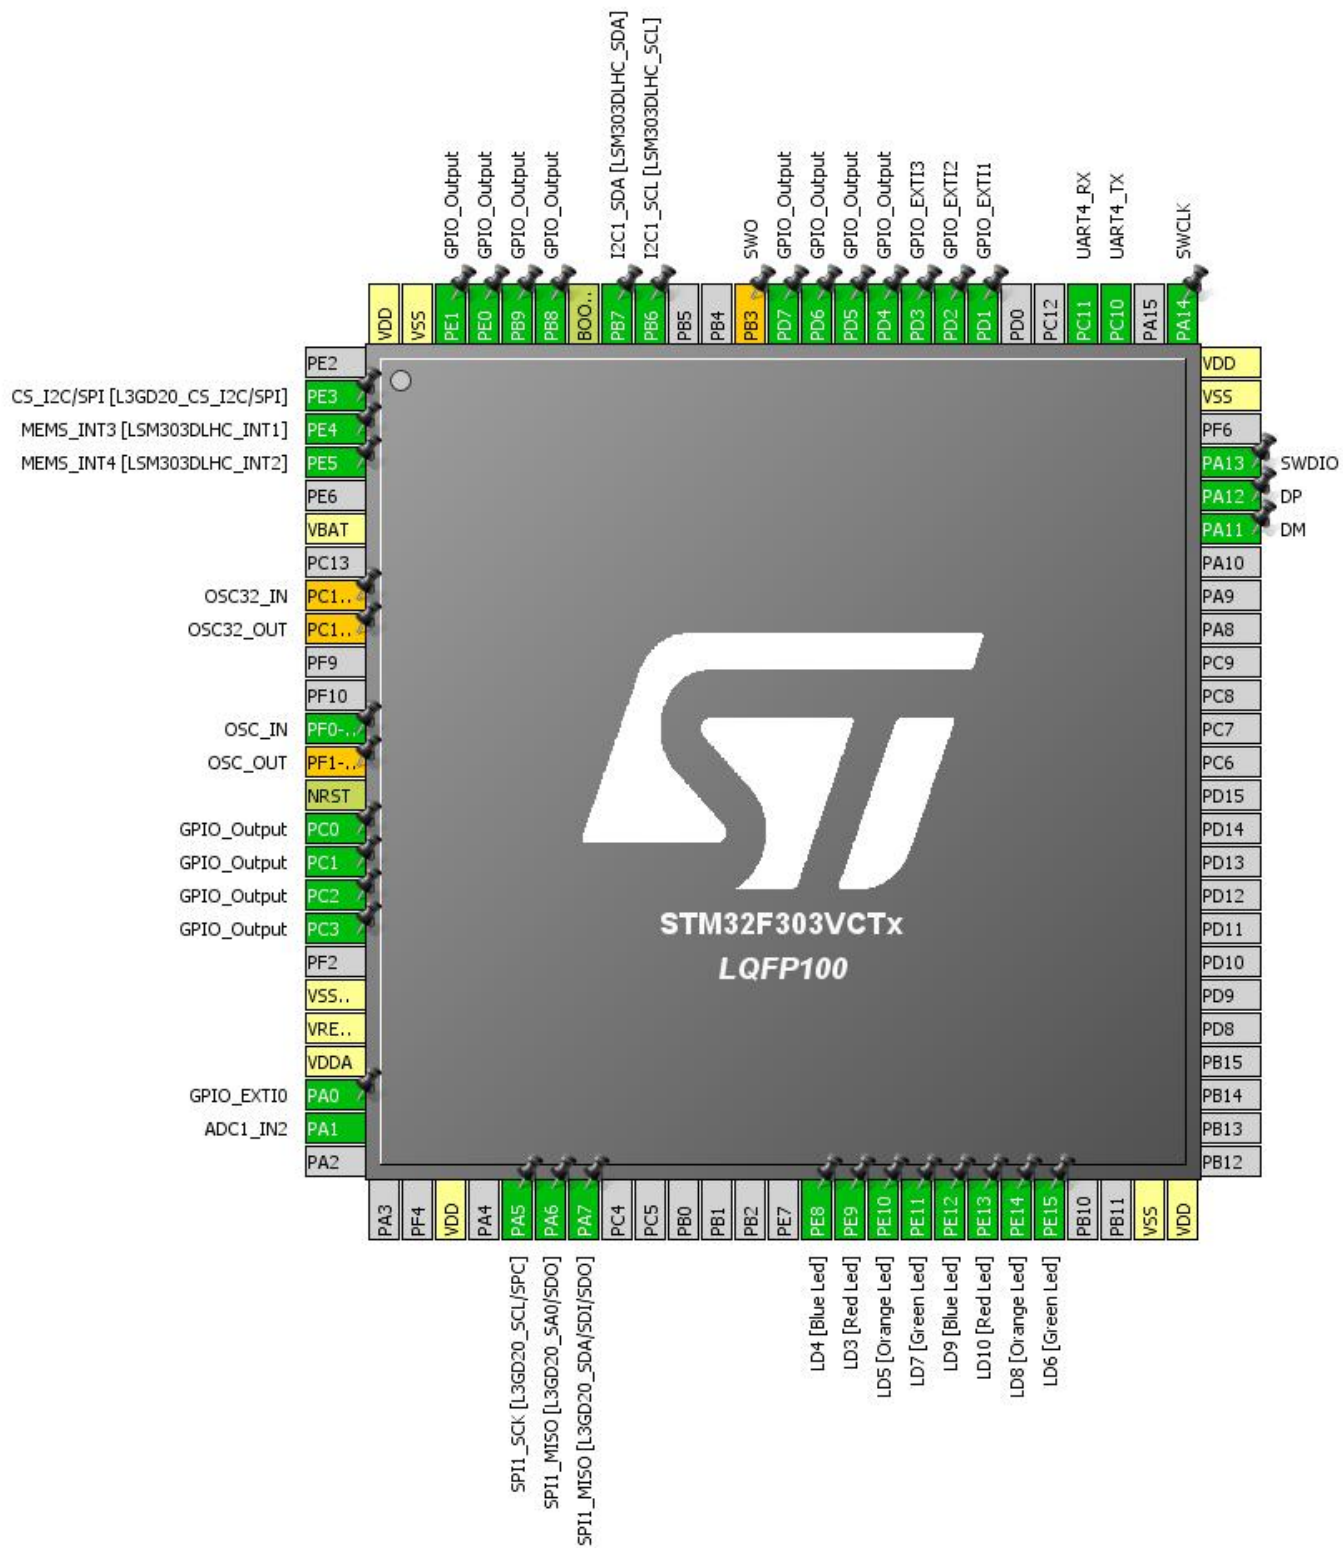 GPIO_Output
GPIO_Output
GPIO_Output
GPIO_Output
I2C1_SDA [LSM303DLHC_SDA]
I2C1_SCL [LSM303DLHC_SCL]
SWO
GPIO_Output
GPIO_Output
GPIO_Output
GPIO_Output
GPIO_EXTI3
GPIO_EXTI2
GPIO_EXTI1
UART4_RX
UART4_TX
SWCLK
VDD
VSS
PE1
PE0
PB9
PB8
BOO..
PB7
PB6
PB5
PB4
PB3
PD7
PD6
PD5
PD4
PD3
PD2
PD1
PD0
PC12
PC11
PC10
PA15
PA14
PE2
CS_I2C/SPI [L3GD20_CS_I2C/SPI] PE3
MEMS_INT3 [LSM303DLHC_INT1] PE4
MEMS_INT4 [LSM303DLHC_INT2] PE5
PE6
VBAT
PC13
OSC32_IN PC1..
OSC32_OUT PC1..
PF9
PF10
OSC_IN PF0-..
OSC_OUT PF1-..
NRST
GPIO_Output PC0
GPIO_Output PC1
GPIO_Output PC2
GPIO_Output PC3
PF2
VSS..
VRE..
VDDA
GPIO_EXTI0 PA0
ADC1_IN2 PA1
PA2
ST
STM32F303VCTx
LQFP100
VDD
VSS
PF6
PA13 SWDIO
PA12 DP
PA11 DM
PA10
PA9
PA8
PC9
PC8
PC7
PC6
PD15
PD14
PD13
PD12
PD11
PD10
PD9
PD8
PB15
PB14
PB13
PB12
PA3
PF4
VDD
PA4
PA5
PA6
PA7
PC4
PC5
PB0
PB1
PB2
PE7
PE8
PE9
PE10
PE11
PE12
PE13
PE14
PE15
PB10
PB11
VSS
VDD
SPI1_SCK [L3GD20_SCL/SPC]
SPI1_MISO [L3GD20_SA0/SDO]
SPI1_MISO [L3GD20_SDA/SDI/SDO]
LD4 [Blue Led]
LD3 [Red Led]
LD5 [Orange Led]
LD7 [Green Led]
LD9 [Blue Led]
LD10 [Red Led]
LD8 [Orange Led]
LD6 [Green Led]